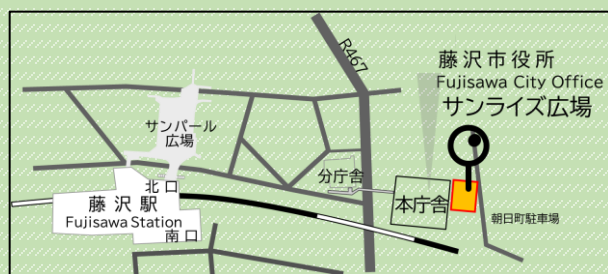 R467
藤沢市役所
Fujisawa City Office
サンライズ広場
サンパール
広場
分庁舎
本庁舎
朝日町駐車場
北口
藤沢駅
Fujisawa Station
南口